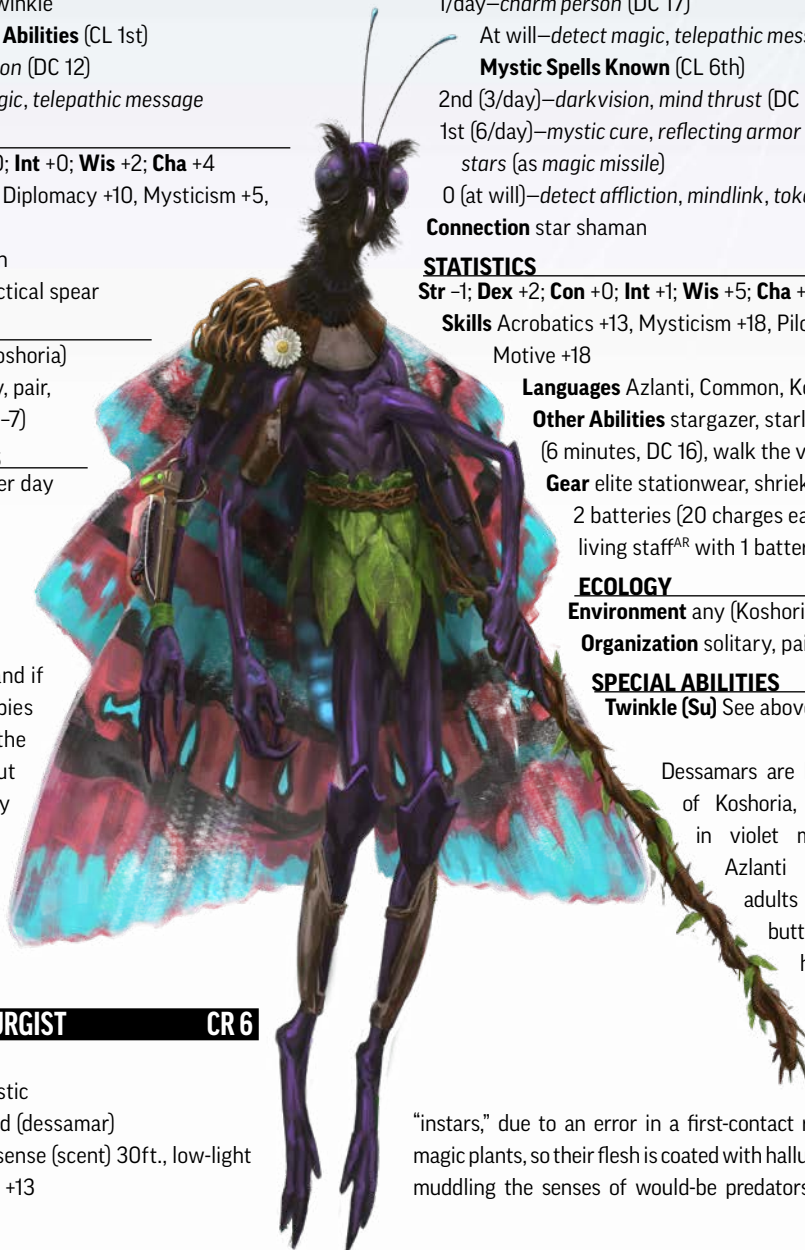 winkle
Abilities (CL 1st)
on (DC 12)
gic, telepathic message
0; Int +0; Wis +2; Cha +4
Diplomacy +10, Mysticism +5,
n
ctical spear
oshoria)
y, pair,
–7)
er day
and if
pies
the
ut
y
URGIST CR 6
stic
d (dessamar)
sense (scent) 30ft., low-light
+13
1/day—charm person (DC 17)
At will—detect magic, telepathic mess
Mystic Spells Known (CL 6th)
2nd (3/day)—darkvision, mind thrust (DC
1st (6/day)—mystic cure, reflecting armor
stars (as magic missile)
0 (at will)—detect affliction, mindlink, toke
Connection star shaman
STATISTICS
Str –1; Dex +2; Con +0; Int +1; Wis +5; Cha +
Skills Acrobatics +13, Mysticism +18, Pilo
Motive +18
Languages Azlanti, Common, Ko
Other Abilities stargazer, starl
(6 minutes, DC 16), walk the v
Gear elite stationwear, shriek
2 batteries (20 charges ea
living staffAR with 1 batter
ECOLOGY
Environment any (Koshori
Organization solitary, pai
SPECIAL ABILITIES
Twinkle (Su) See above
Dessamars are
of Koshoria,
in violet m
Azlanti
adults
butt
h
“instars,” due to an error in a first-contact r
magic plants, so their flesh is coated with hallu
muddling the senses of would-be predators